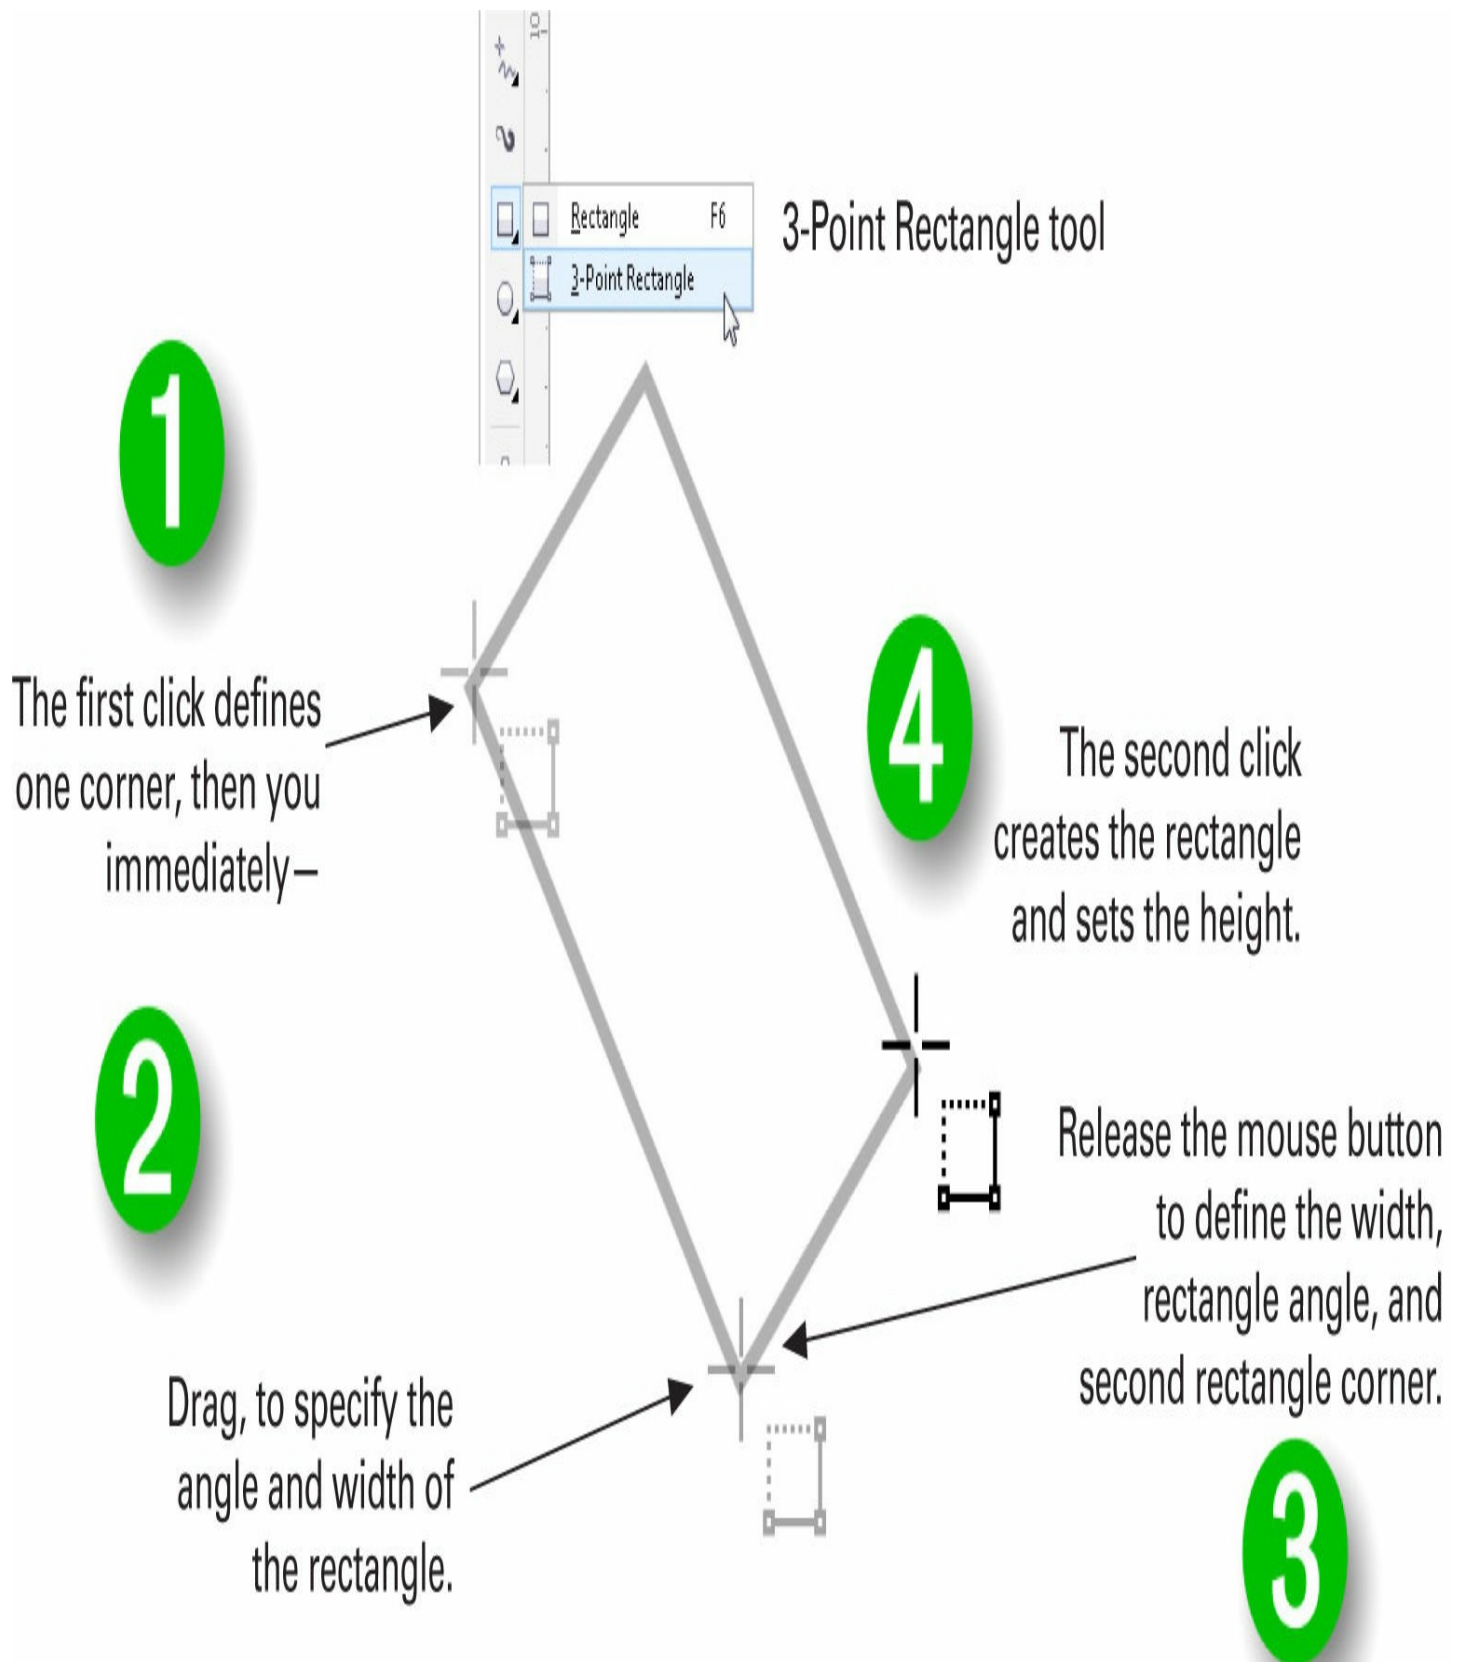 10
Rectangle F6
3-Point Rectangle
3-Point Rectangle tool
1
The first click defines
one corner, then you
immediately—
2
Drag, to specify the
angle and width of
the rectangle.
4
The second click
creates the rectangle
and sets the height.
Release the mouse button
to define the width,
rectangle angle, and
second rectangle corner.
3